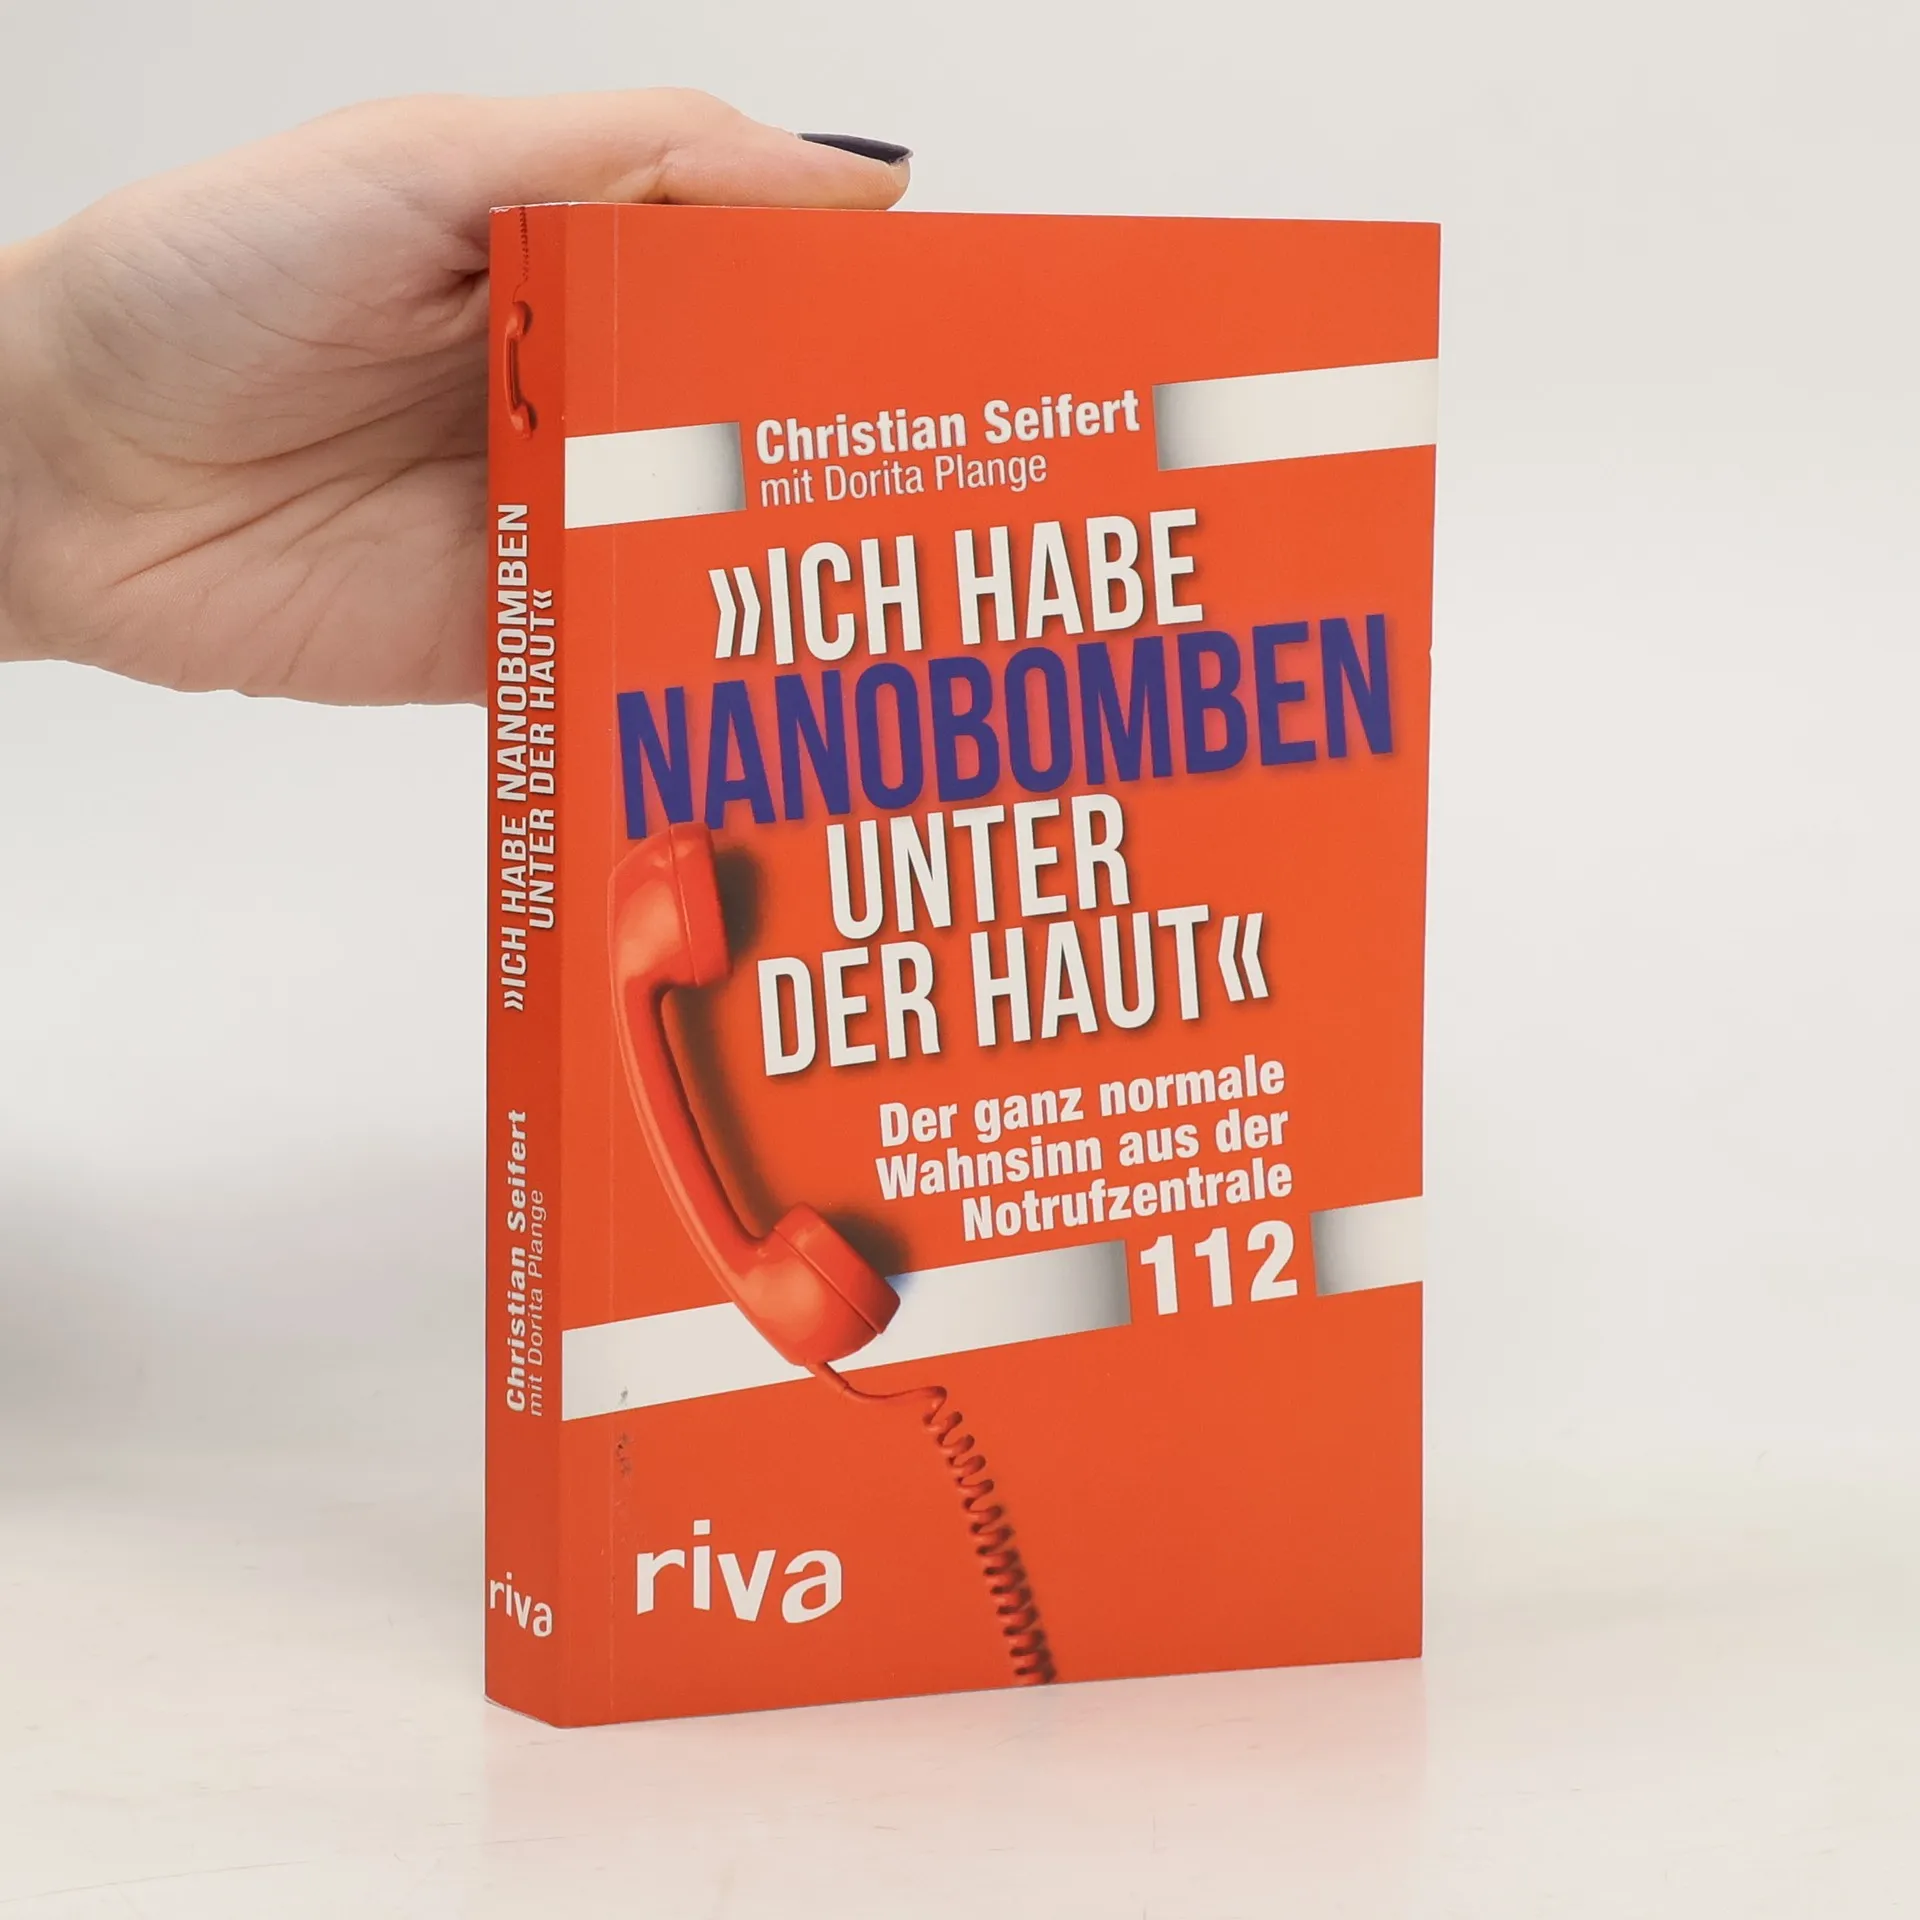 Christian Seifert
mit Dorita Plange
»ICH HABE
NANOBOMBEN
UNTER
DER HAUT«
Der ganz normale
Wahnsinn aus der
Notrufzentrale
112
riva
»ICH HABE NANOBOMBEN
UNTER DER HAUT«
Christian Seifert
mit Dorita Plange
riva